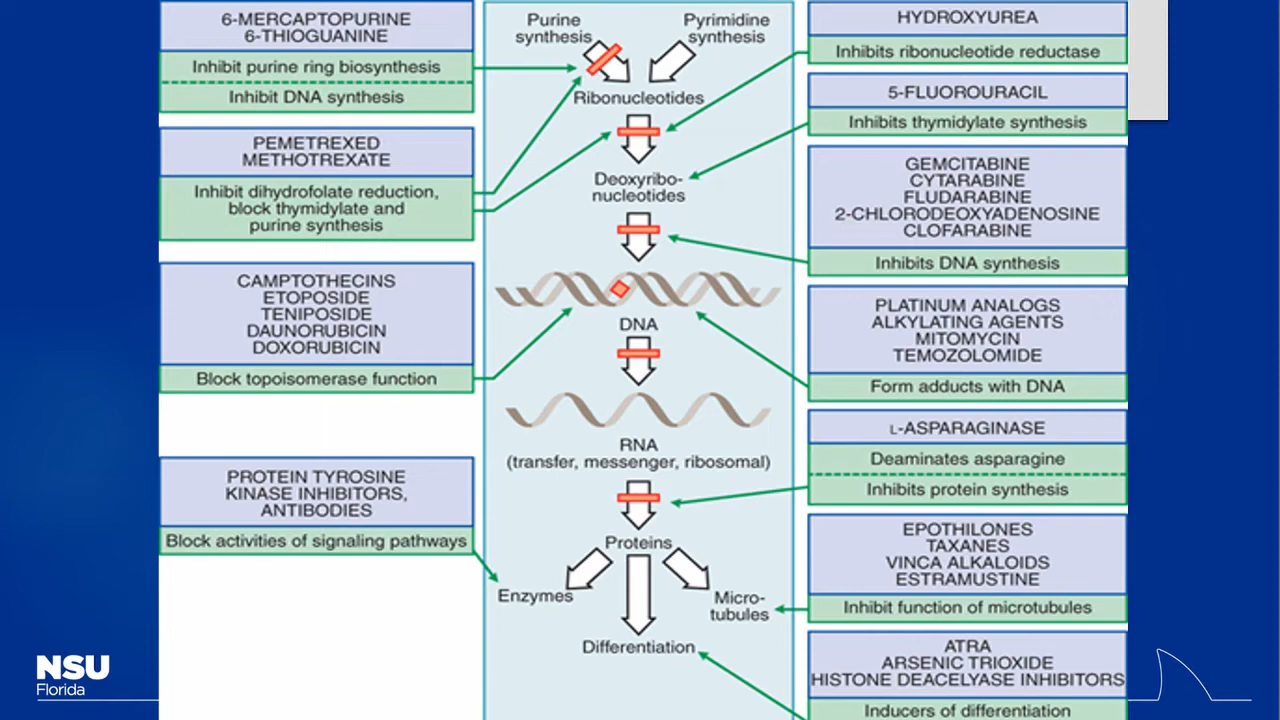 6-MERCAPTOPURINE
6-THIOGUANINE
Inhibit purine ring biosynthesis
Inhibit DNA synthesis
PEMETREXED
METHOTREXATE
Inhibit dihydrofolate reduction,
block thymidylate and
purine synthesis
CAMPTOTHECINS
ETOPOSIDE
TENIPOSIDE
DAUNORUBICIN
DOXORUBICIN
Block topoisomerase function
PROTEIN TYROSINE
KINASE INHIBITORS,
ANTIBODIES
Block activities of signaling pathways
Purine
synthesis
Pyrimidine
synthesis
Ribonucleotides
Deoxyribo-
nucleotides
DNA
RNA
(transfer, messenger, ribosomal)
Proteins
Enzymes
Micro-
tubules
Differentiation
HYDROXYUREA
Inhibits ribonucleotide reductase
5-FLUOROURACIL
Inhibits thymidylate synthesis
GEMCITABINE
CYTARABINE
FLUDARABINE
2-CHLORODEOXYADENOSINE
CLOFARABINE
Inhibits DNA synthesis
PLATINUM ANALOGS
ALKYLATING AGENTS
MITOMYCIN
TEMOZOLOMIDE
Form adducts with DNA
L-ASPARAGINASE
Deaminates asparagine
Inhibits protein synthesis
EPOTHILONES
TAXANES
VINCA ALKALOIDS
ESTRAMUSTINE
Inhibit function of microtubules
ATRA
ARSENIC TRIOXIDE
HISTONE DEACELYASE INHIBITORS
Inducers of differentiation
NSU
Florida